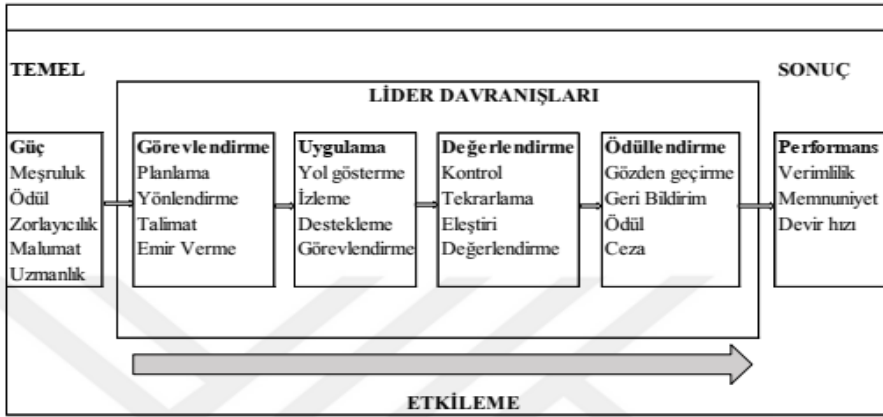 TEMEL
SONUÇ
LİDER DAVRANIŞLARI
Güç
Meşruluk
Ödül
Zorlayıcılık
Malumat
Uzmanlık
Görevlendirme
Planlama
Yönlendirme
Talimat
Emir Verme
Uygulama
Yol gösterme
İzleme
Destekleme
Görevlendirme
Değerlendirme
Kontrol
Tekrarlama
Eleştiri
Değerlendirme
Ödüllendirme
Gözden geçirme
Geri Bildirim
Ödül
Ceza
Performans
Verimlilik
Memnuniyet
Devir hızı
ETKİLEME